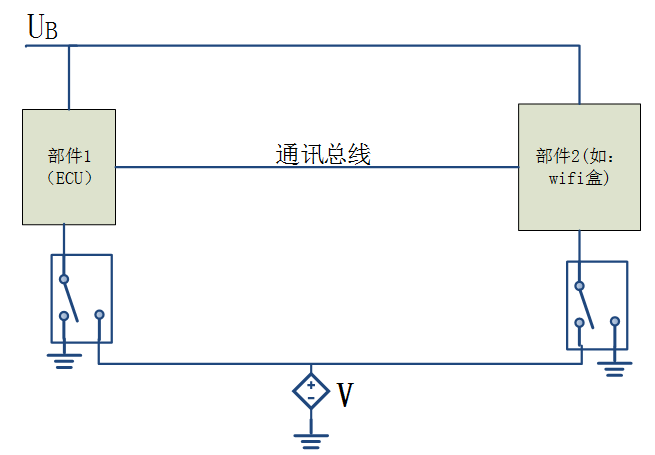 UB
部件1
（ECU）
通讯总线
部件2(如：
wifi盒)
V